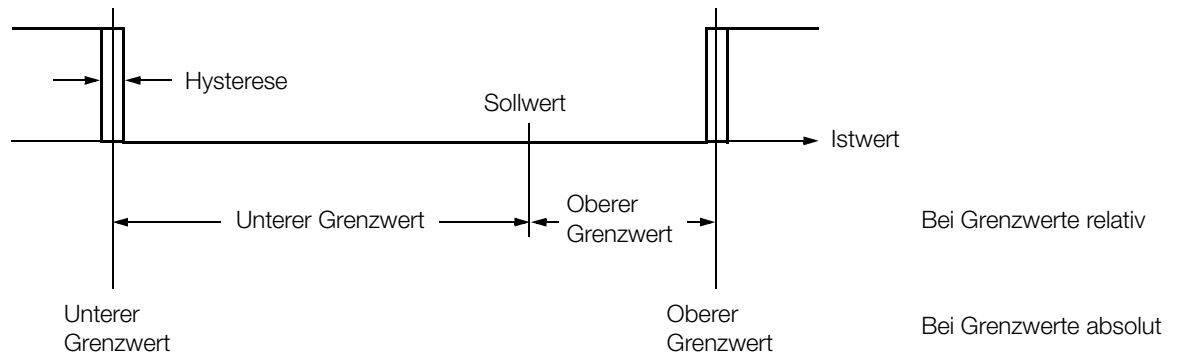 Hysterese
Sollwert
Istwert
Unterer Grenzwert
Oberer
Grenzwert
Bei Grenzwerte relativ
Unterer
Grenzwert
Oberer
Grenzwert
Bei Grenzwerte absolut